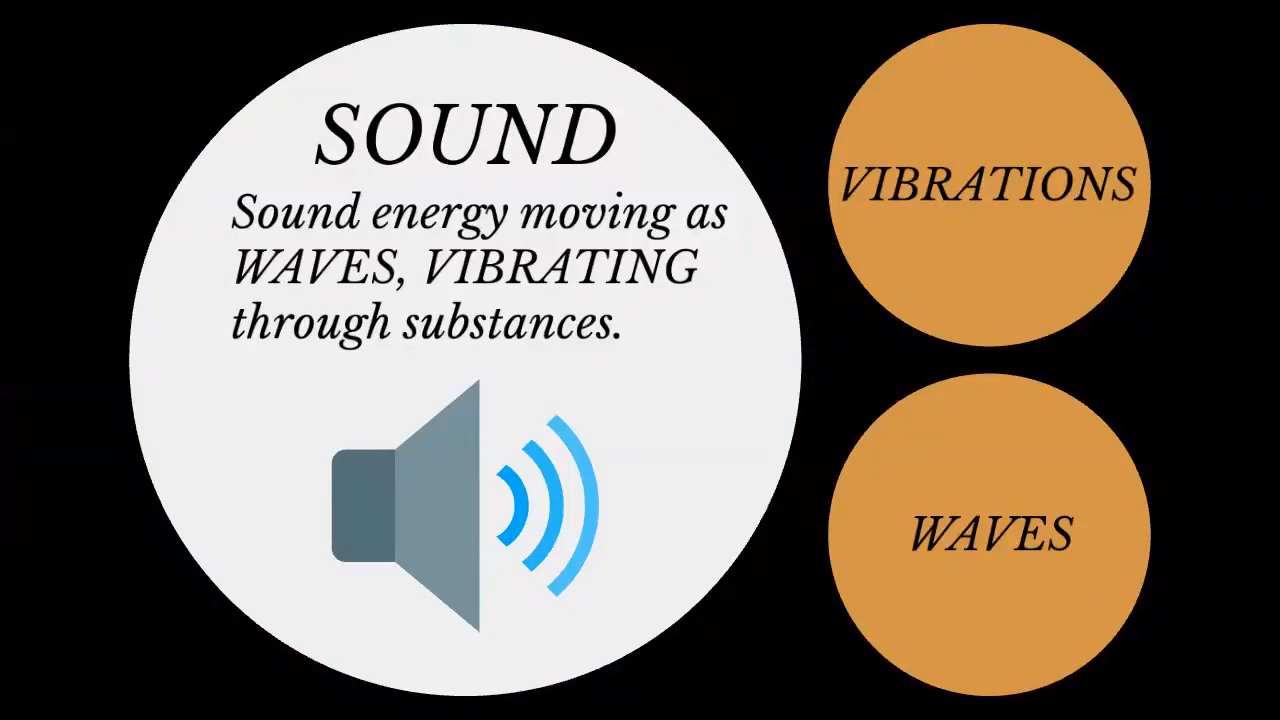 SOUND
Sound energy moving as
WAVES, VIBRATING
through substances.
VIBRATIONS
WAVES